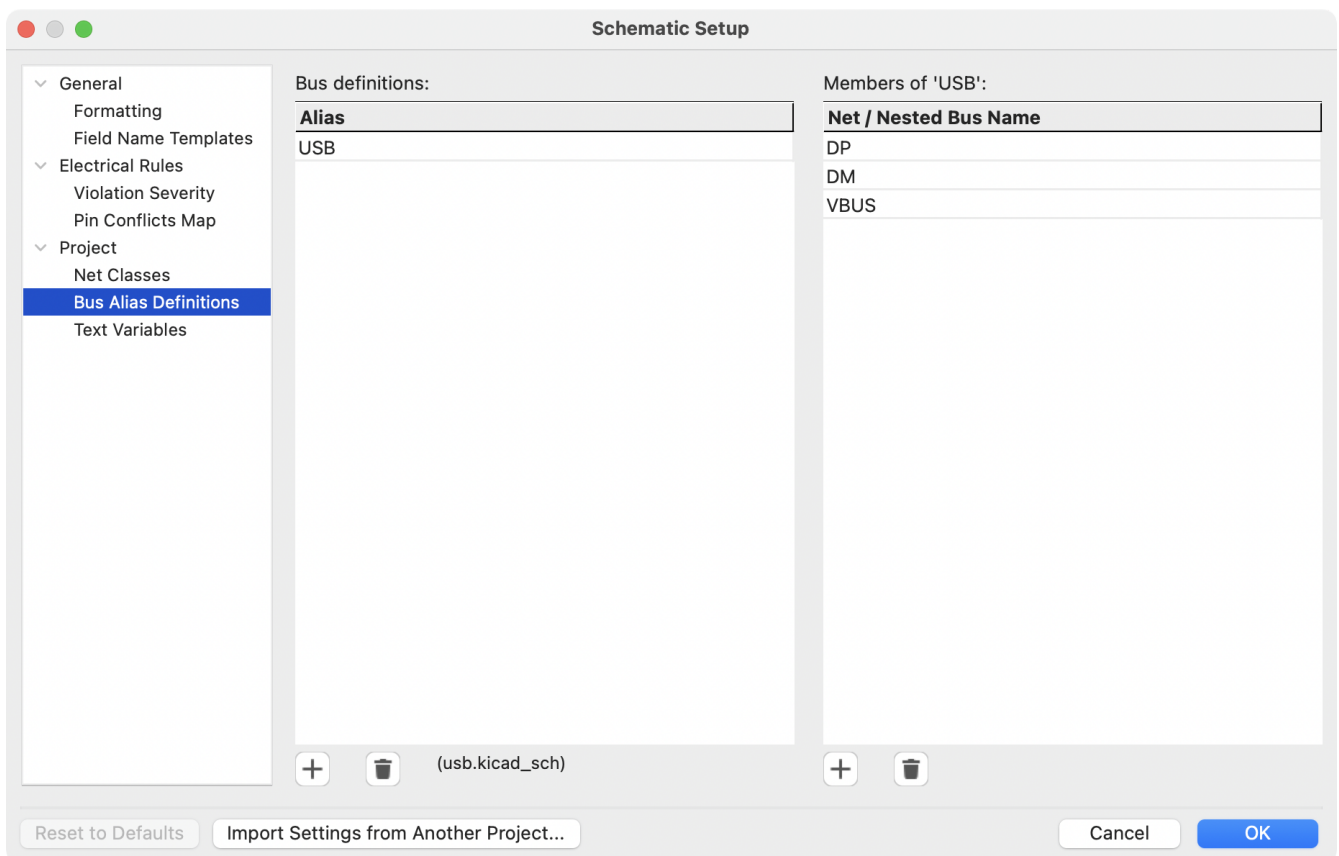 Schematic Setup
General
Formatting
Field Name Templates
Electrical Rules
Violation Severity
Pin Conflicts Map
Project
Net Classes
Bus Alias Definitions
Text Variables
Bus definitions:
Alias
USB
(usb.kicad_sch)
Members of 'USB':
Net / Nested Bus Name
DP
DM
VBUS
Reset to Defaults
Import Settings from Another Project...
Cancel
OK